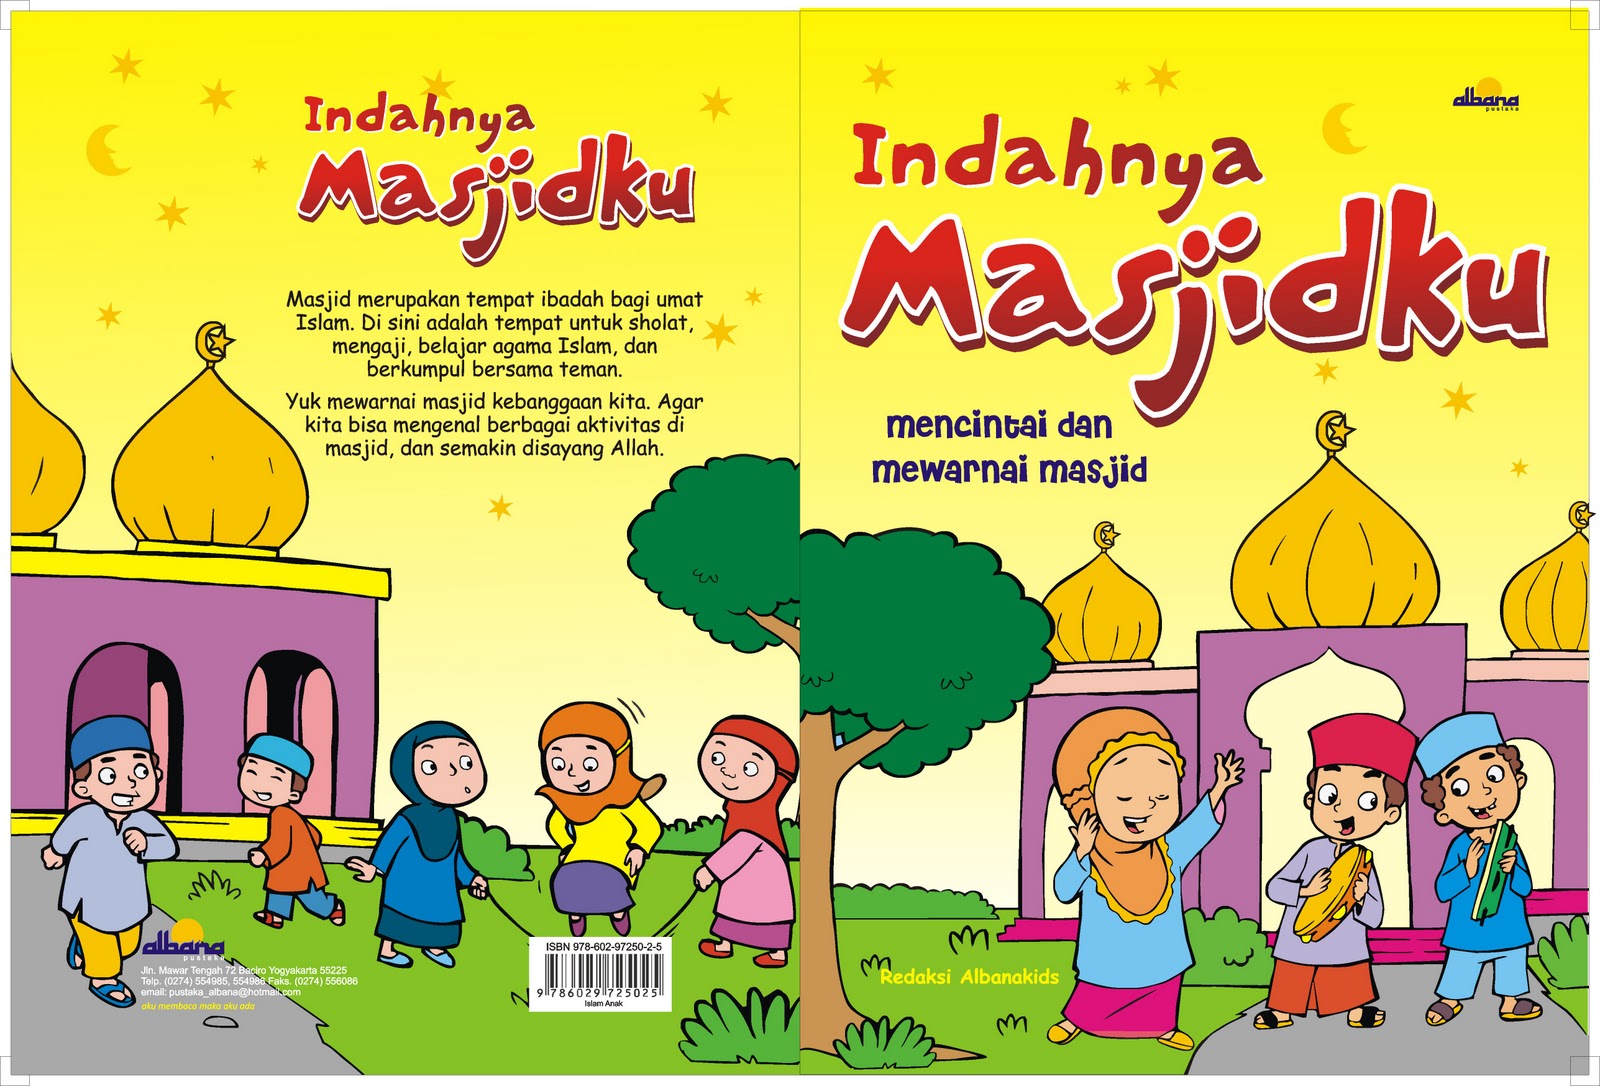 Indahnya
Masjidku
Masjid merupakan tempat ibadah bagi umat
Islam. Di sini adalah tempat untuk sholat,
mengaji, belajar agama Islam, dan
berkumpul bersama teman.
Yuk mewarnai masjid kebanggaan kita. Agar
kita bisa mengenal berbagai aktivitas di
masjid, dan semakin disayang Allah.
albana
pustaka
Jln. Mawar Tengah 72 Baciro Yogyakarta 55225
Telp. (0274) 554985, 554986 Faks. (0274) 556086
email: pustaka_albana@hotmail.com
aku membaca maka aku ada
ISBN 978-602-97250-2-5
9 786029 725025
Islam Anak
albana
pustaka
Indahnya
Masjidku
mencintai dan
mewarnai masjid
Redaksi Albanakids